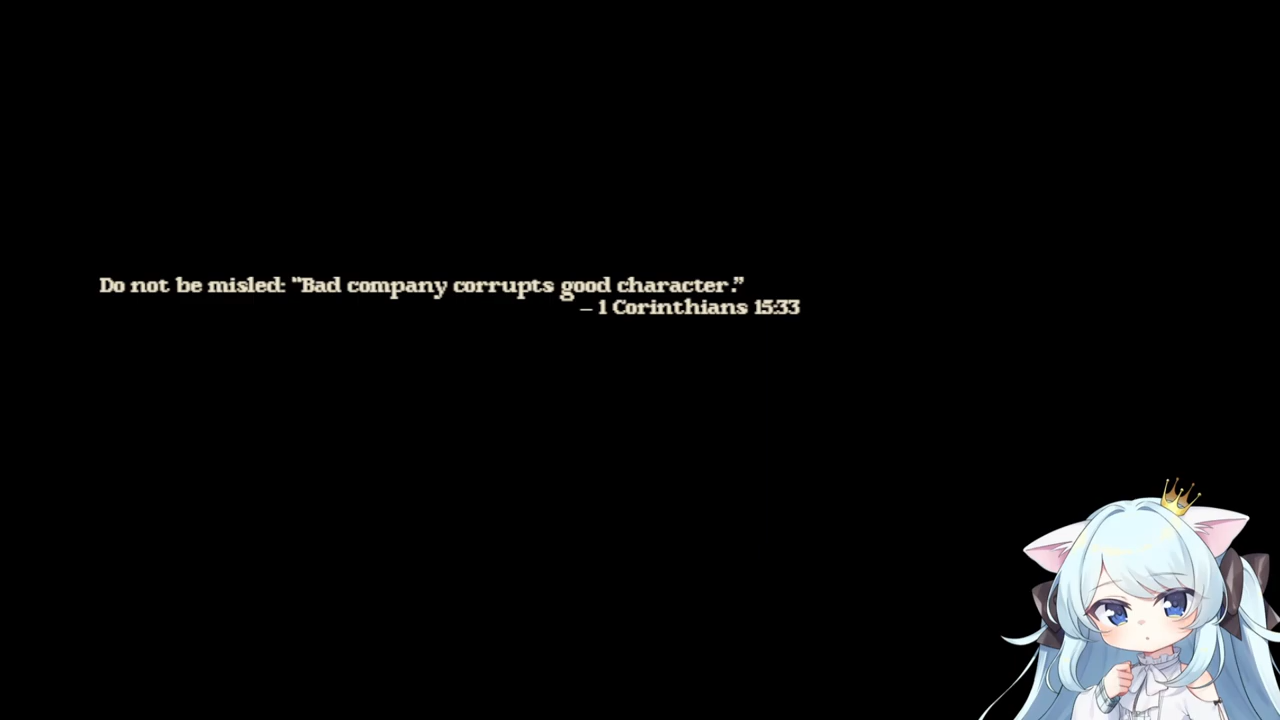 Do not be misled: “Bad company corrupts good character.”
– 1 Corinthians 15:33